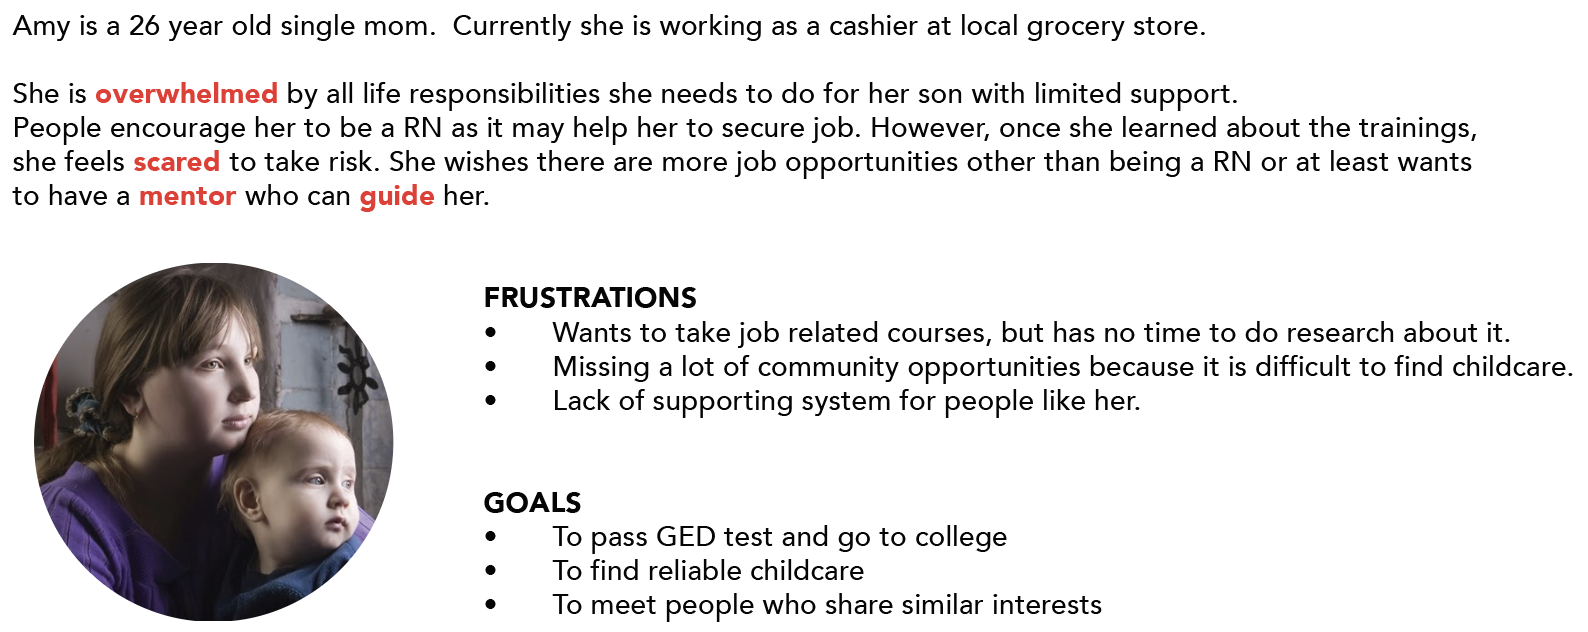 Amy is a 26 year old single mom.  Currently she is working as a cashier at local grocery store.
She is overwhelmed by all life responsibilities she needs to do for her son with limited support.
People encourage her to be a RN as it may help her to secure job. However, once she learned about the trainings,
she feels scared to take risk. She wishes there are more job opportunities other than being a RN or at least wants
to have a mentor who can guide her.
FRUSTRATIONS
• Wants to take job related courses, but has no time to do research about it.
• Missing a lot of community opportunities because it is difficult to find childcare.
• Lack of supporting system for people like her.
GOALS
• To pass GED test and go to college
• To find reliable childcare
• To meet people who share similar interests